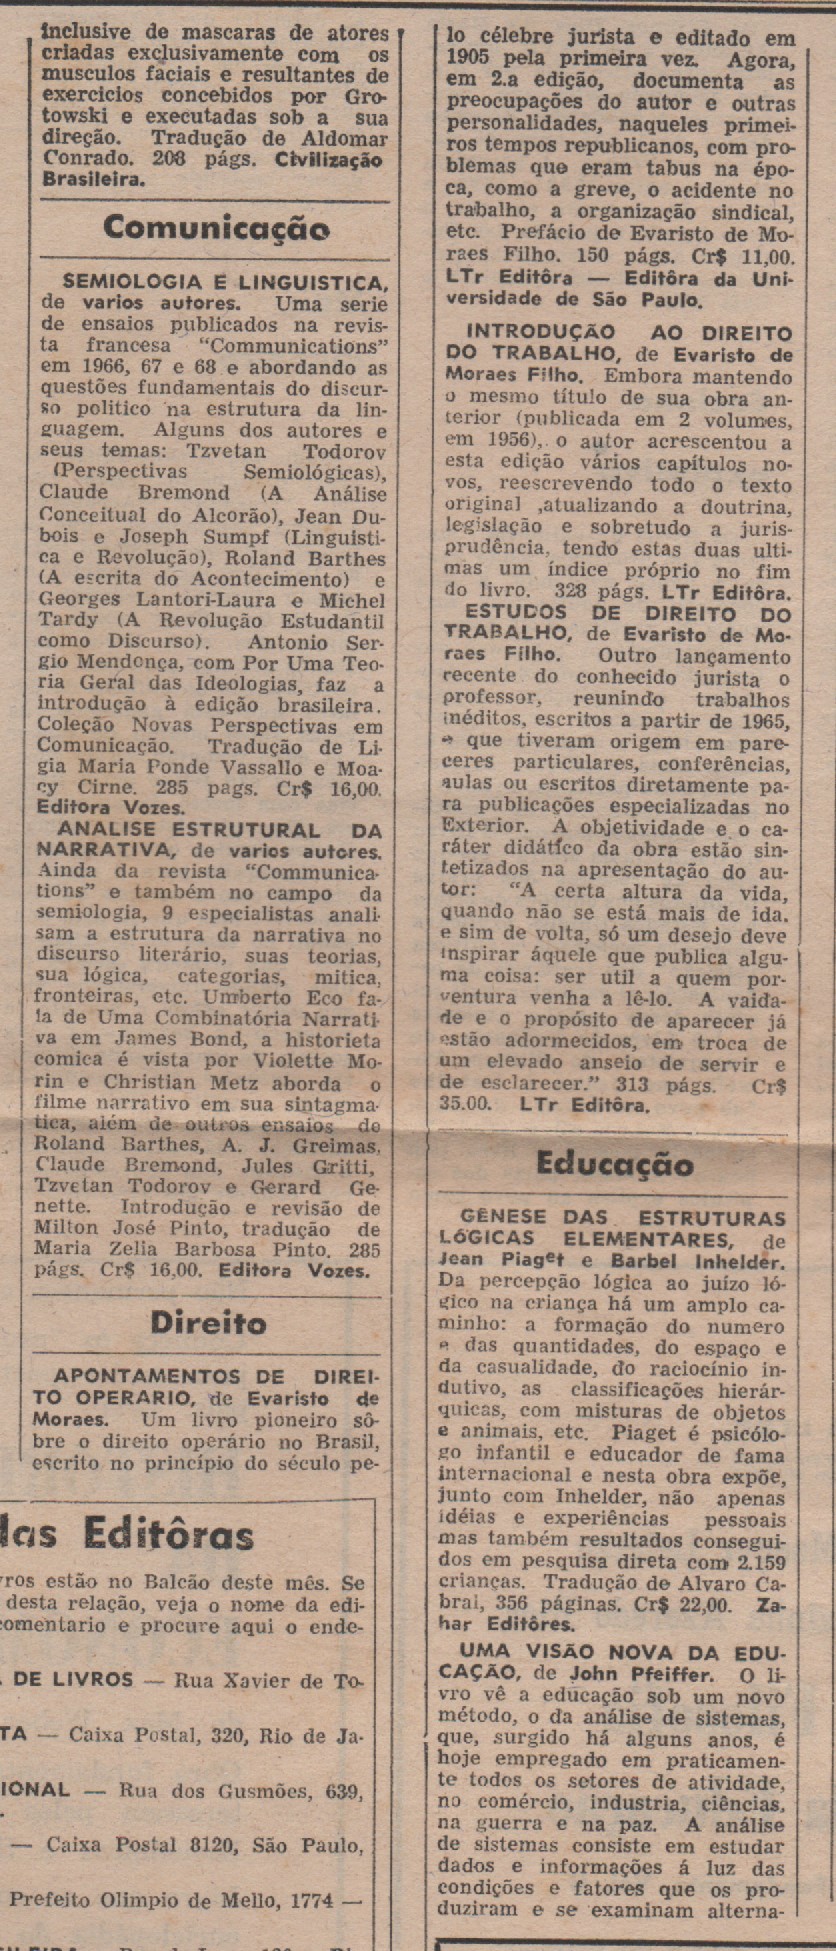 inclusive de mascaras de atores
criadas exclusivamente com os
musculos faciais e resultantes de
exercicios concebidos por Gro-
towski e executadas sob a sua
direção. Tradução de Aldomar
Conrado. 208 págs. Civilização
Brasileira.
Comunicação
SEMIOLOGIA E LINGUISTICA,
de varios autores. Uma serie
de ensaios publicados na revis-
ta francesa “Communications”
em 1966, 67 e 68 e abordando as
questões fundamentais do discur-
so politico na estrutura da lin-
guagem. Alguns dos autores e
seus temas: Tzvetan Todorov
(Perspectivas Semiológicas),
Claude Bremond (A Análise
Conceitual do Alcorão), Jean Du-
bois e Joseph Sumpf (Linguisti-
ca e Revolução), Roland Barthes
(A escrita do Acontecimento) e
Georges Lantori-Laura e Michel
Tardy (A Revolução Estudantil
como Discurso). Antonio Ser-
gio Mendonça, com Por Uma Teo-
ria Geral das Ideologias, faz a
introdução à edição brasileira.
Coleção Novas Perspectivas em
Comunicação. Tradução de Li-
gia Maria Ponde Vassallo e Moa-
cy Cirne. 285 pags. Cr$ 16,00.
Editora Vozes.
ANALISE ESTRUTURAL DA
NARRATIVA, de varios autores.
Ainda da revista “Communica-
tions” e também no campo da
semiologia, 9 especialistas anali-
sam a estrutura da narrativa no
discurso literário, suas teorias,
sua lógica, categorias, mitica,
fronteiras, etc. Umberto Eco fa-
la de Uma Combinatória Narrati-
va em James Bond, a historieta
comica é vista por Violette Mo-
rin e Christian Metz aborda o
filme narrativo em sua sintagma-
tica, além de outros ensaios de
Roland Barthes, A. J. Greimas,
Claude Bremond, Jules Gritti,
Tzvetan Todorov e Gerard Ge-
nette. Introdução e revisão de
Milton José Pinto, tradução de
Maria Zelia Barbosa Pinto. 285
págs. Cr$ 16,00. Editora Vozes.
Direito
APONTAMENTOS DE DIREI-
TO OPERARIO, de Evaristo de
Moraes. Um livro pioneiro sô-
bre o direito operário no Brasil,
escrito no princípio do século pe-
das Editôras
vros estão no Balcão deste mês. Se
desta relação, veja o nome da edi-
comentario e procure aqui o ende-
DE LIVROS — Rua Xavier de To-
TA — Caixa Postal, 320, Rio de Ja-
IONAL — Rua dos Gusmões, 639,
— Caixa Postal 8120, São Paulo,
Prefeito Olimpio de Mello, 1774 —
lo célebre jurista e editado em
1905 pela primeira vez. Agora,
em 2.a edição, documenta as
preocupações do autor e outras
personalidades, naqueles primei-
ros tempos republicanos, com pro-
blemas que eram tabus na épo-
ca, como a greve, o acidente no
trabalho, a organização sindical,
etc. Prefácio de Evaristo de Mo-
raes Filho. 150 págs. Cr$ 11,00.
LTr Editôra — Editôra da Uni-
versidade de São Paulo.
INTRODUÇÃO AO DIREITO
DO TRABALHO, de Evaristo de
Moraes Filho. Embora mantendo
o mesmo título de sua obra an-
terior (publicada em 2 volumes,
em 1956), o autor acrescentou a
esta edição vários capítulos no-
vos, reescrevendo todo o texto
original ,atualizando a doutrina,
legislação e sobretudo a juris-
prudência, tendo estas duas ulti-
mas um índice próprio no fim
do livro. 328 págs. LTr Editôra.
ESTUDOS DE DIREITO DO
TRABALHO, de Evaristo de Mo-
raes Filho. Outro lançamento
recente do conhecido jurista o
professor, reunindo trabalhos
inéditos, escritos a partir de 1965,
e que tiveram origem em pare-
ceres particulares, conferências,
aulas ou escritos diretamente pa-
ra publicações especializadas no
Exterior. A objetividade e o ca-
ráter didático da obra estão sin-
tetizados na apresentação do au-
tor: “A certa altura da vida,
quando não se está mais de ida,
e sim de volta, só um desejo deve
inspirar áquele que publica algu-
ma coisa: ser util a quem por-
ventura venha a lê-lo. A vaida-
de e o propósito de aparecer já
estão adormecidos, em troca de
um elevado anseio de servir e
de esclarecer.” 313 págs. Cr$
35.00. LTr Editôra.
Educação
GÊNESE DAS ESTRUTURAS
LÓGICAS ELEMENTARES, de
Jean Piaget e Barbel Inhelder.
Da percepção lógica ao juízo ló-
gico na criança há um amplo ca-
minho: a formação do numero
e das quantidades, do espaço e
da casualidade, do raciocínio in-
dutivo, as classificações hierár-
quicas, com misturas de objetos
e animais, etc. Piaget é psicólo-
go infantil e educador de fama
internacional e nesta obra expõe,
junto com Inhelder, não apenas
idéias e experiências pessoais
mas também resultados consegui-
dos em pesquisa direta com 2.159
crianças. Tradução de Alvaro Ca-
bral, 356 páginas. Cr$ 22,00. Za-
har Editôres.
UMA VISÃO NOVA DA EDU-
CAÇÃO, de John Pfeiffer. O li-
vro vê a educação sob um novo
método, o da análise de sistemas,
que, surgido há alguns anos, é
hoje empregado em praticamen-
te todos os setores de atividade,
no comércio, industria, ciências,
na guerra e na paz. A análise
de sistemas consiste em estudar
dados e informações á luz das
condições e fatores que os pro-
duziram e se examinam alterna-